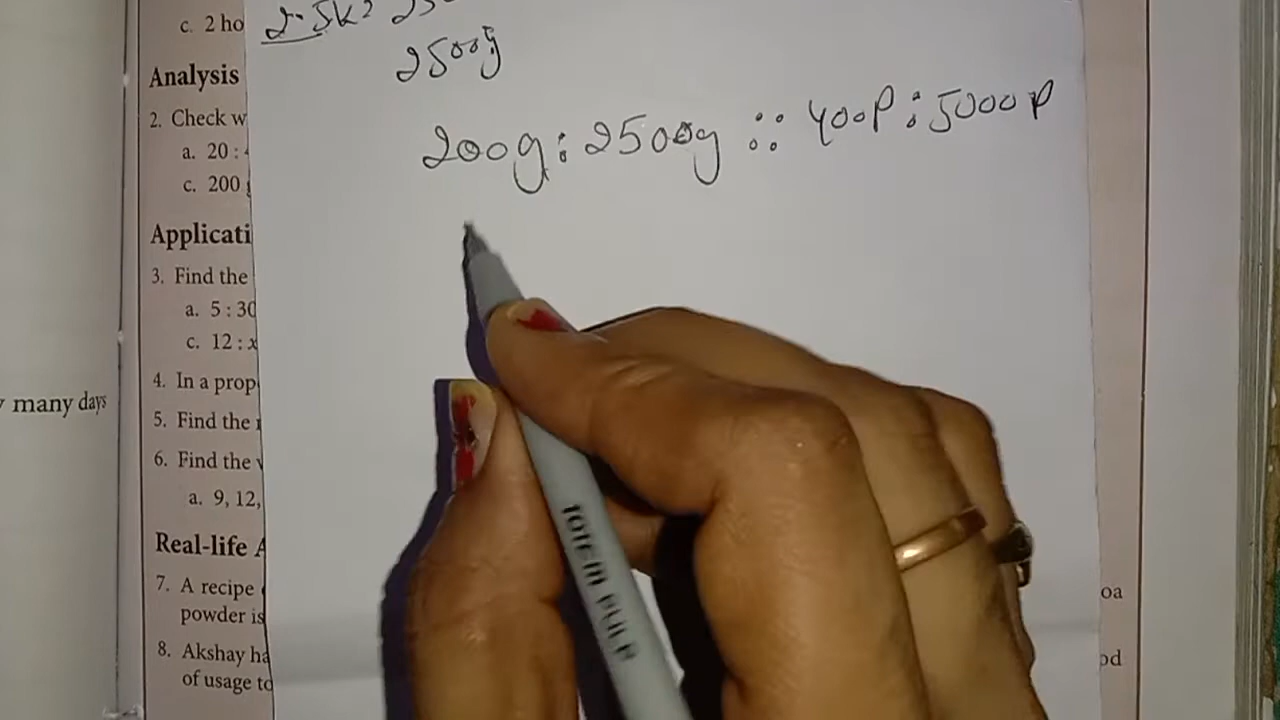 c. 2 ho
2500g
Analysis
200g : 2500g :: 400P : 5000P
2. Check w
a. 20 :
c. 200
Applicati
3. Find the
a. 5 : 30
c. 12 : x
4. In a prop
many days
5. Find the
6. Find the
a. 9, 12,
Real-life A
7. A recipe
oa
powder is
8. Akshay ha
od
of usage to